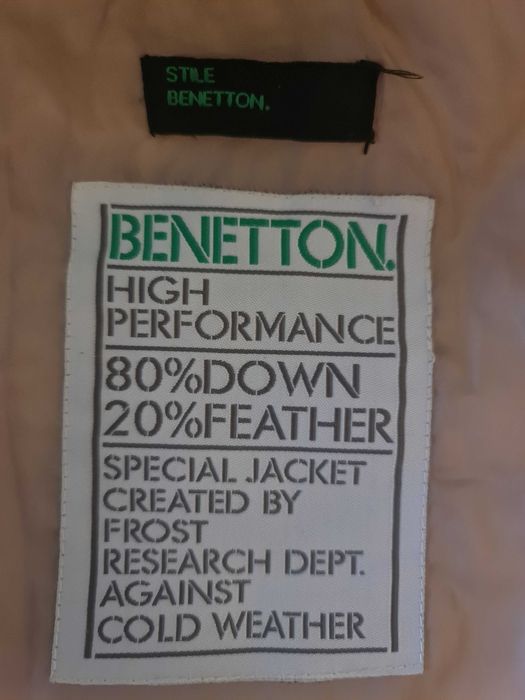 STILE
BENETTON.
BENETTON.
HIGH
PERFORMANCE
80%DOWN
20%FEATHER
SPECIAL JACKET
CREATED BY
FROST
RESEARCH DEPT.
AGAINST
COLD WEATHER